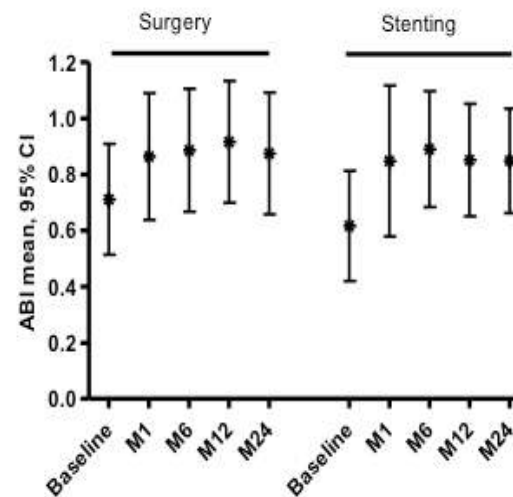 Surgery
Stenting
ABI mean, 95% CI
1.2
1.0
0.8
0.6
0.4
0.2
0.0
Baseline
M1
M6
M12
M24
Baseline
M1
M6
M12
M24